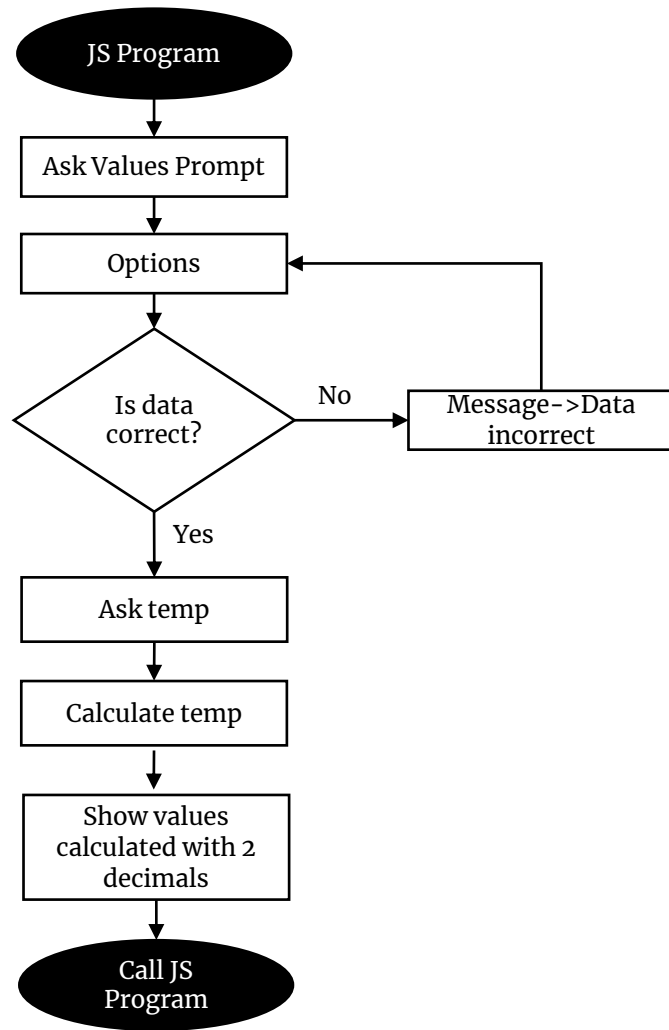 JS Program
Ask Values Prompt
Options
Is data
correct?
No
Message->Data
incorrect
Yes
Ask temp
Calculate temp
Show values
calculated with 2
decimals
Call JS
Program